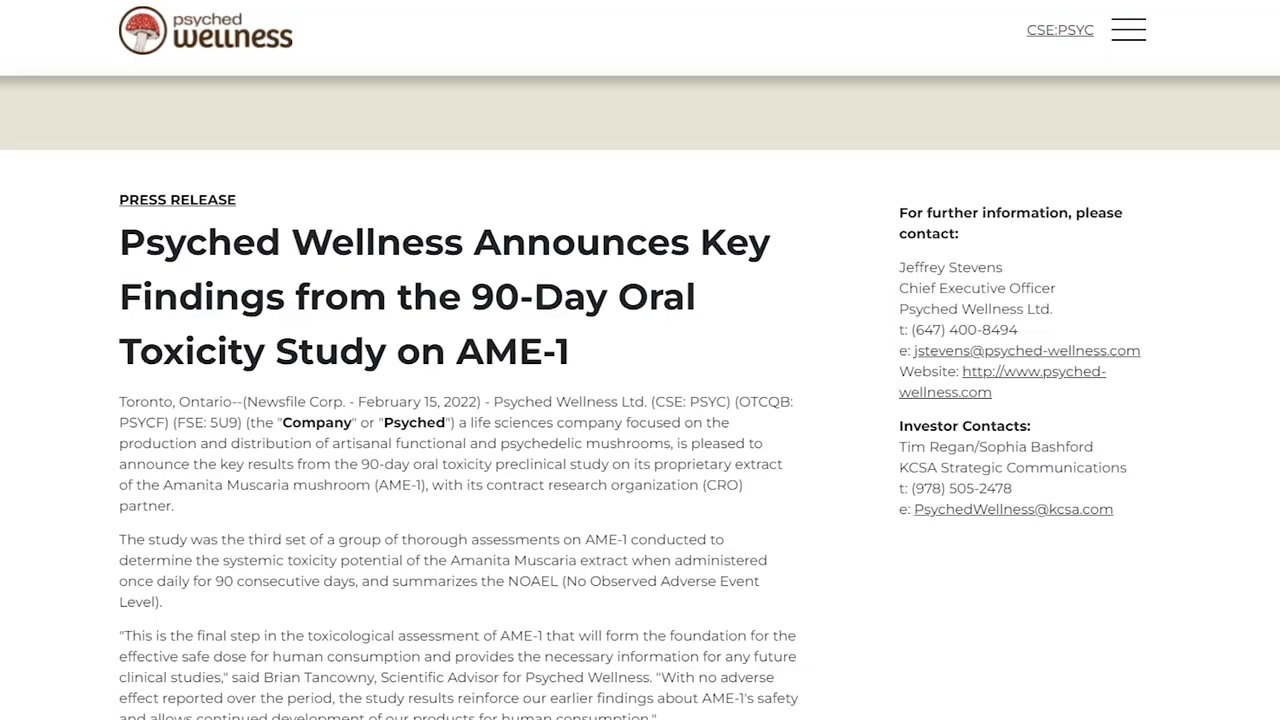 psyched
wellness
CSE:PSYC
PRESS RELEASE
Psyched Wellness Announces Key
Findings from the 90-Day Oral
Toxicity Study on AME-1
Toronto, Ontario--(Newsfile Corp. - February 15, 2022) - Psyched Wellness Ltd. (CSE: PSYC) (OTCQB:
PSYCF) (FSE: 5U9) (the "Company" or "Psyched") a life sciences company focused on the
production and distribution of artisanal functional and psychedelic mushrooms, is pleased to
announce the key results from the 90-day oral toxicity preclinical study on its proprietary extract
of the Amanita Muscaria mushroom (AME-1), with its contract research organization (CRO)
partner.
The study was the third set of a group of thorough assessments on AME-1 conducted to
determine the systemic toxicity potential of the Amanita Muscaria extract when administered
once daily for 90 consecutive days, and summarizes the NOAEL (No Observed Adverse Event
Level).
"This is the final step in the toxicological assessment of AME-1 that will form the foundation for the
effective safe dose for human consumption and provides the necessary information for any future
clinical studies," said Brian Tancowny, Scientific Advisor for Psyched Wellness. "With no adverse
effect reported over the period, the study results reinforce our earlier findings about AME-1's safety
and allows continued development of our products for human consumption."
For further information, please
contact:
Jeffrey Stevens
Chief Executive Officer
Psyched Wellness Ltd.
t: (647) 400-8494
e: jstevens@psyched-wellness.com
Website: http://www.psyched-
wellness.com
Investor Contacts:
Tim Regan/Sophia Bashford
KCSA Strategic Communications
t: (978) 505-2478
e: PsychedWellness@kcsa.com